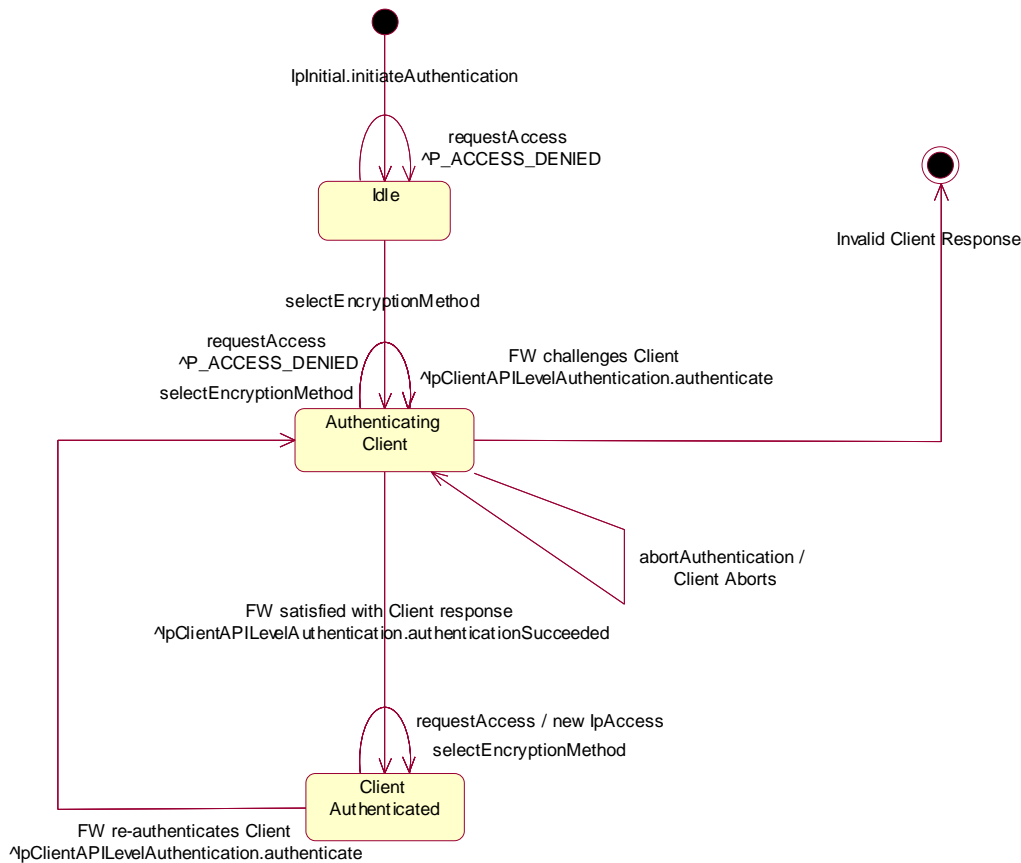 IpInitial.initiateAuthentication
requestAccess
^P_ACCESS_DENIED
Idle
Invalid Client Response
selectEncryptionMethod
requestAccess
^P_ACCESS_DENIED
selectEncryptionMethod
FW challenges Client
^IpClientAPILevelAuthentication.authenticate
Authenticating
Client
abortAuthentication /
Client Aborts
FW satisfied with Client response
^IpClientAPILevelAuthentication.authenticationSucceeded
requestAccess / new IpAccess
selectEncryptionMethod
Client
Authenticated
FW re-authenticates Client
^IpClientAPILevelAuthentication.authenticate